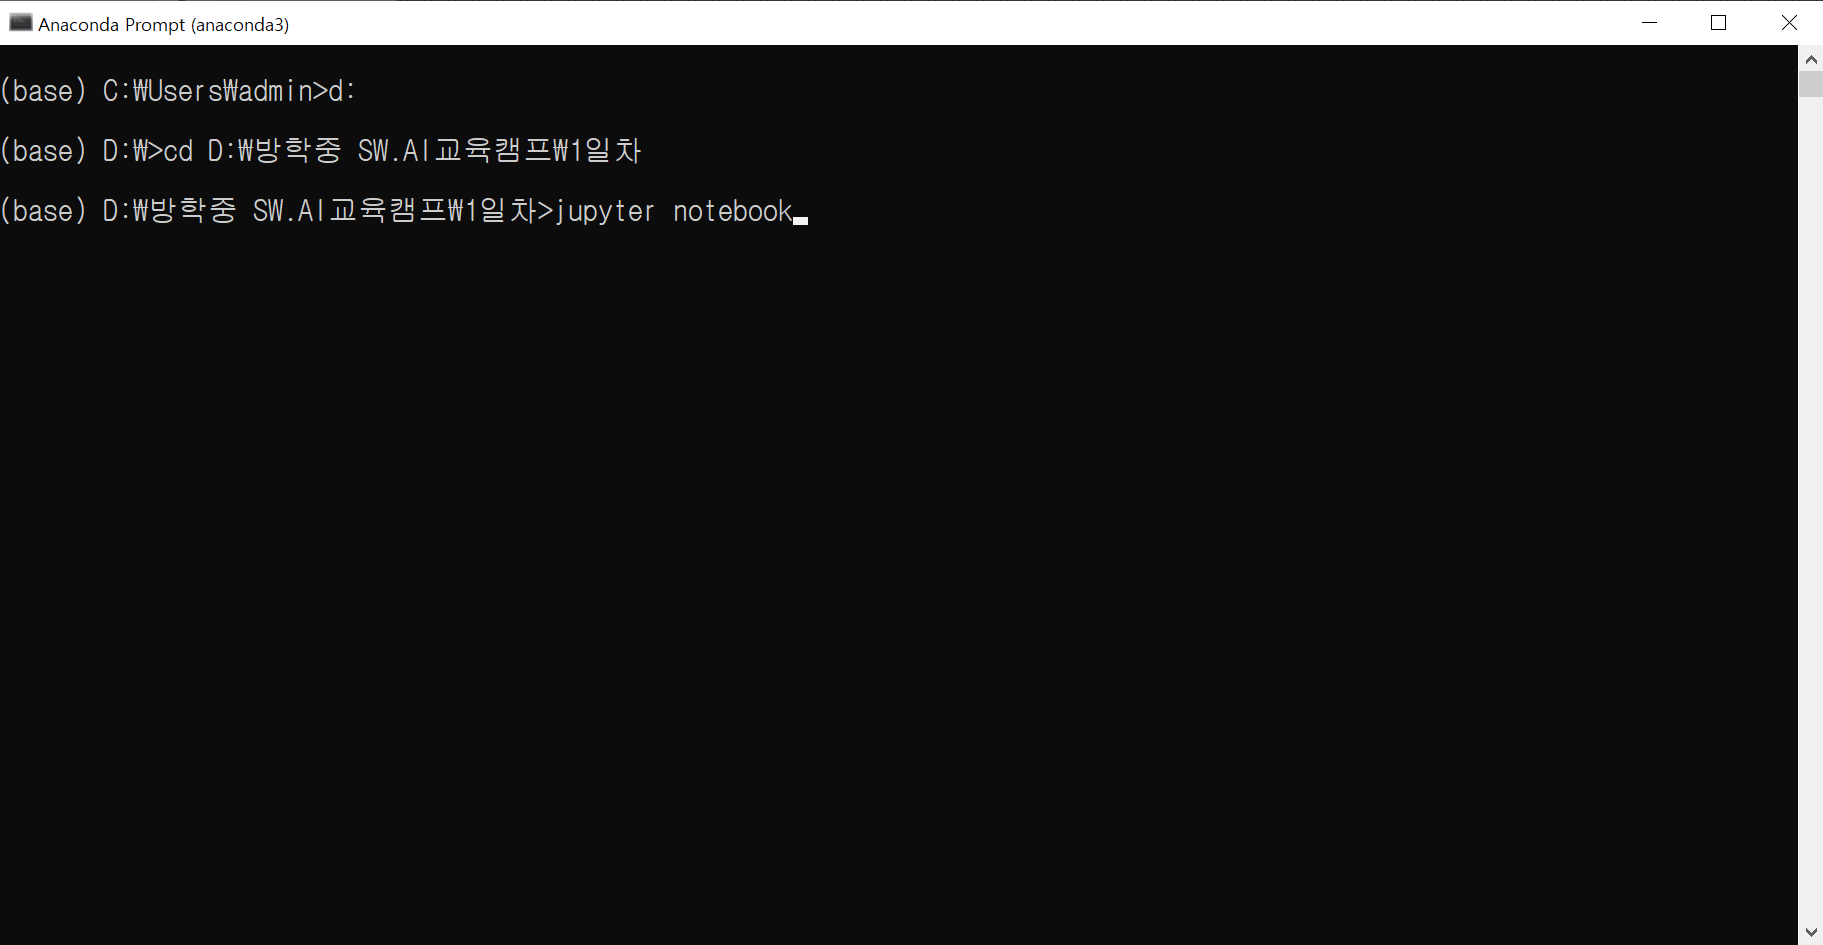 Anaconda Prompt (anaconda3)
(base) C:₩Users₩admin>d:
(base) D:₩>cd D:₩방학중 SW.AI교육캠프₩1일차
(base) D:₩방학중 SW.AI교육캠프₩1일차>jupyter notebook